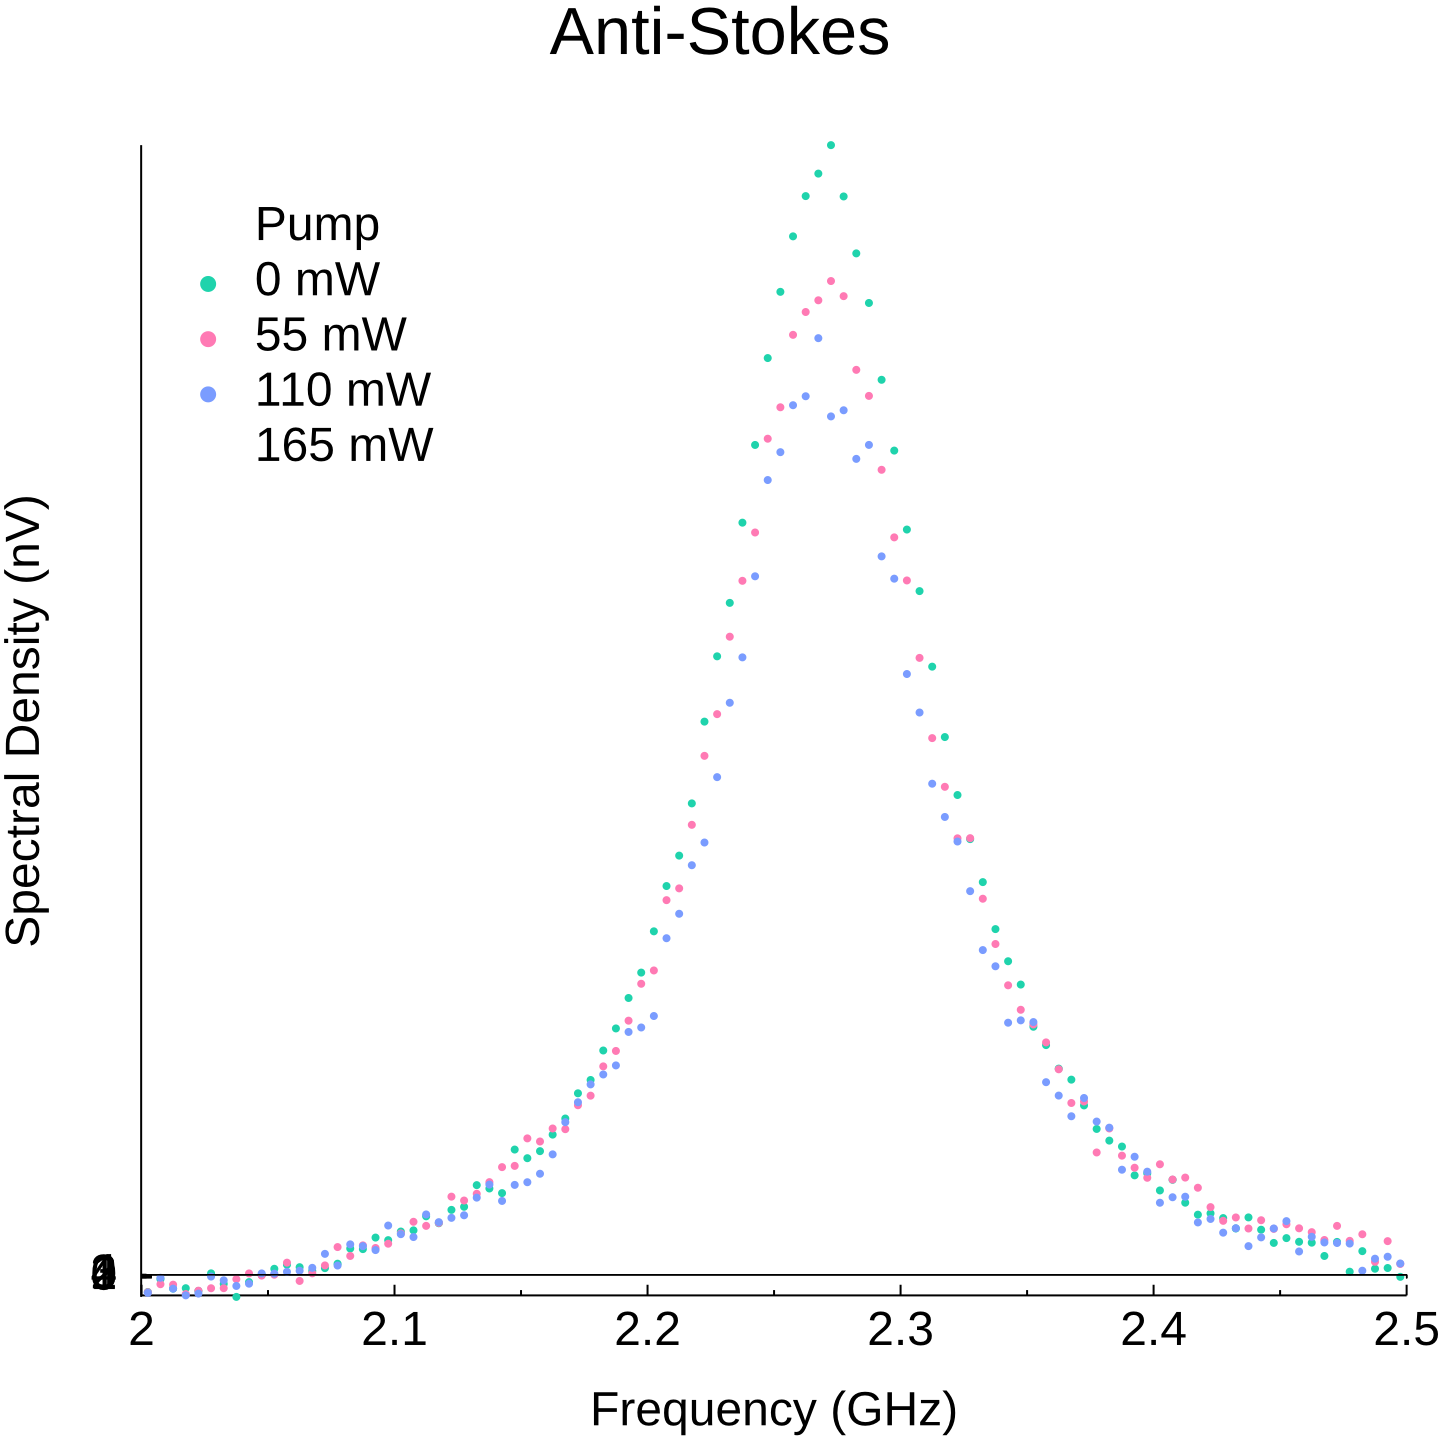 Anti-Stokes
Pump
0 mW
55 mW
110 mW
165 mW
Spectral Density (nV)
2
2.1
2.2
2.3
2.4
2.5
Frequency (GHz)